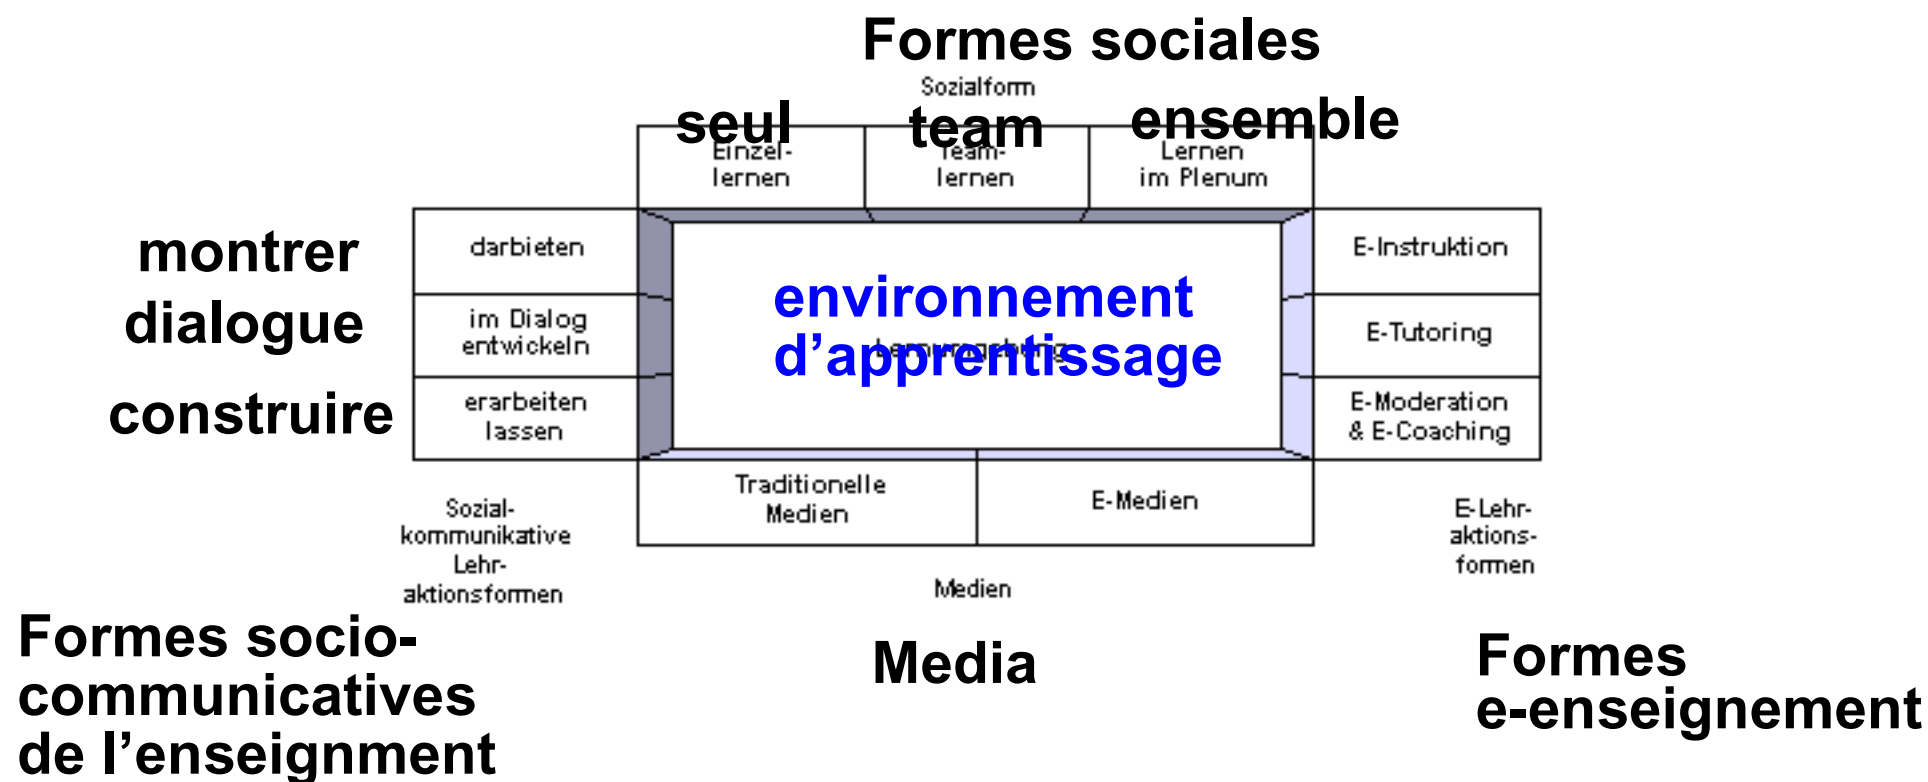 Formes sociales
Sozialform
seul team ensemble
Einzel-
lernen
Team-
lernen
Lernen
im Plenum
montrer
dialogue
construire
darbieten
im Dialog
entwickeln
erarbeiten
lassen
environnement
d’apprentissage
Lernumgebung
E-Instruktion
E-Tutoring
E-Moderation
& E-Coaching
Traditionelle
Medien
E-Medien
Sozial-
kommunikative
Lehr-
aktionsformen
Medien
E-Lehr-
aktions-
formen
Formes socio-
communicatives
de l’enseignment
Media
Formes
e-enseignement